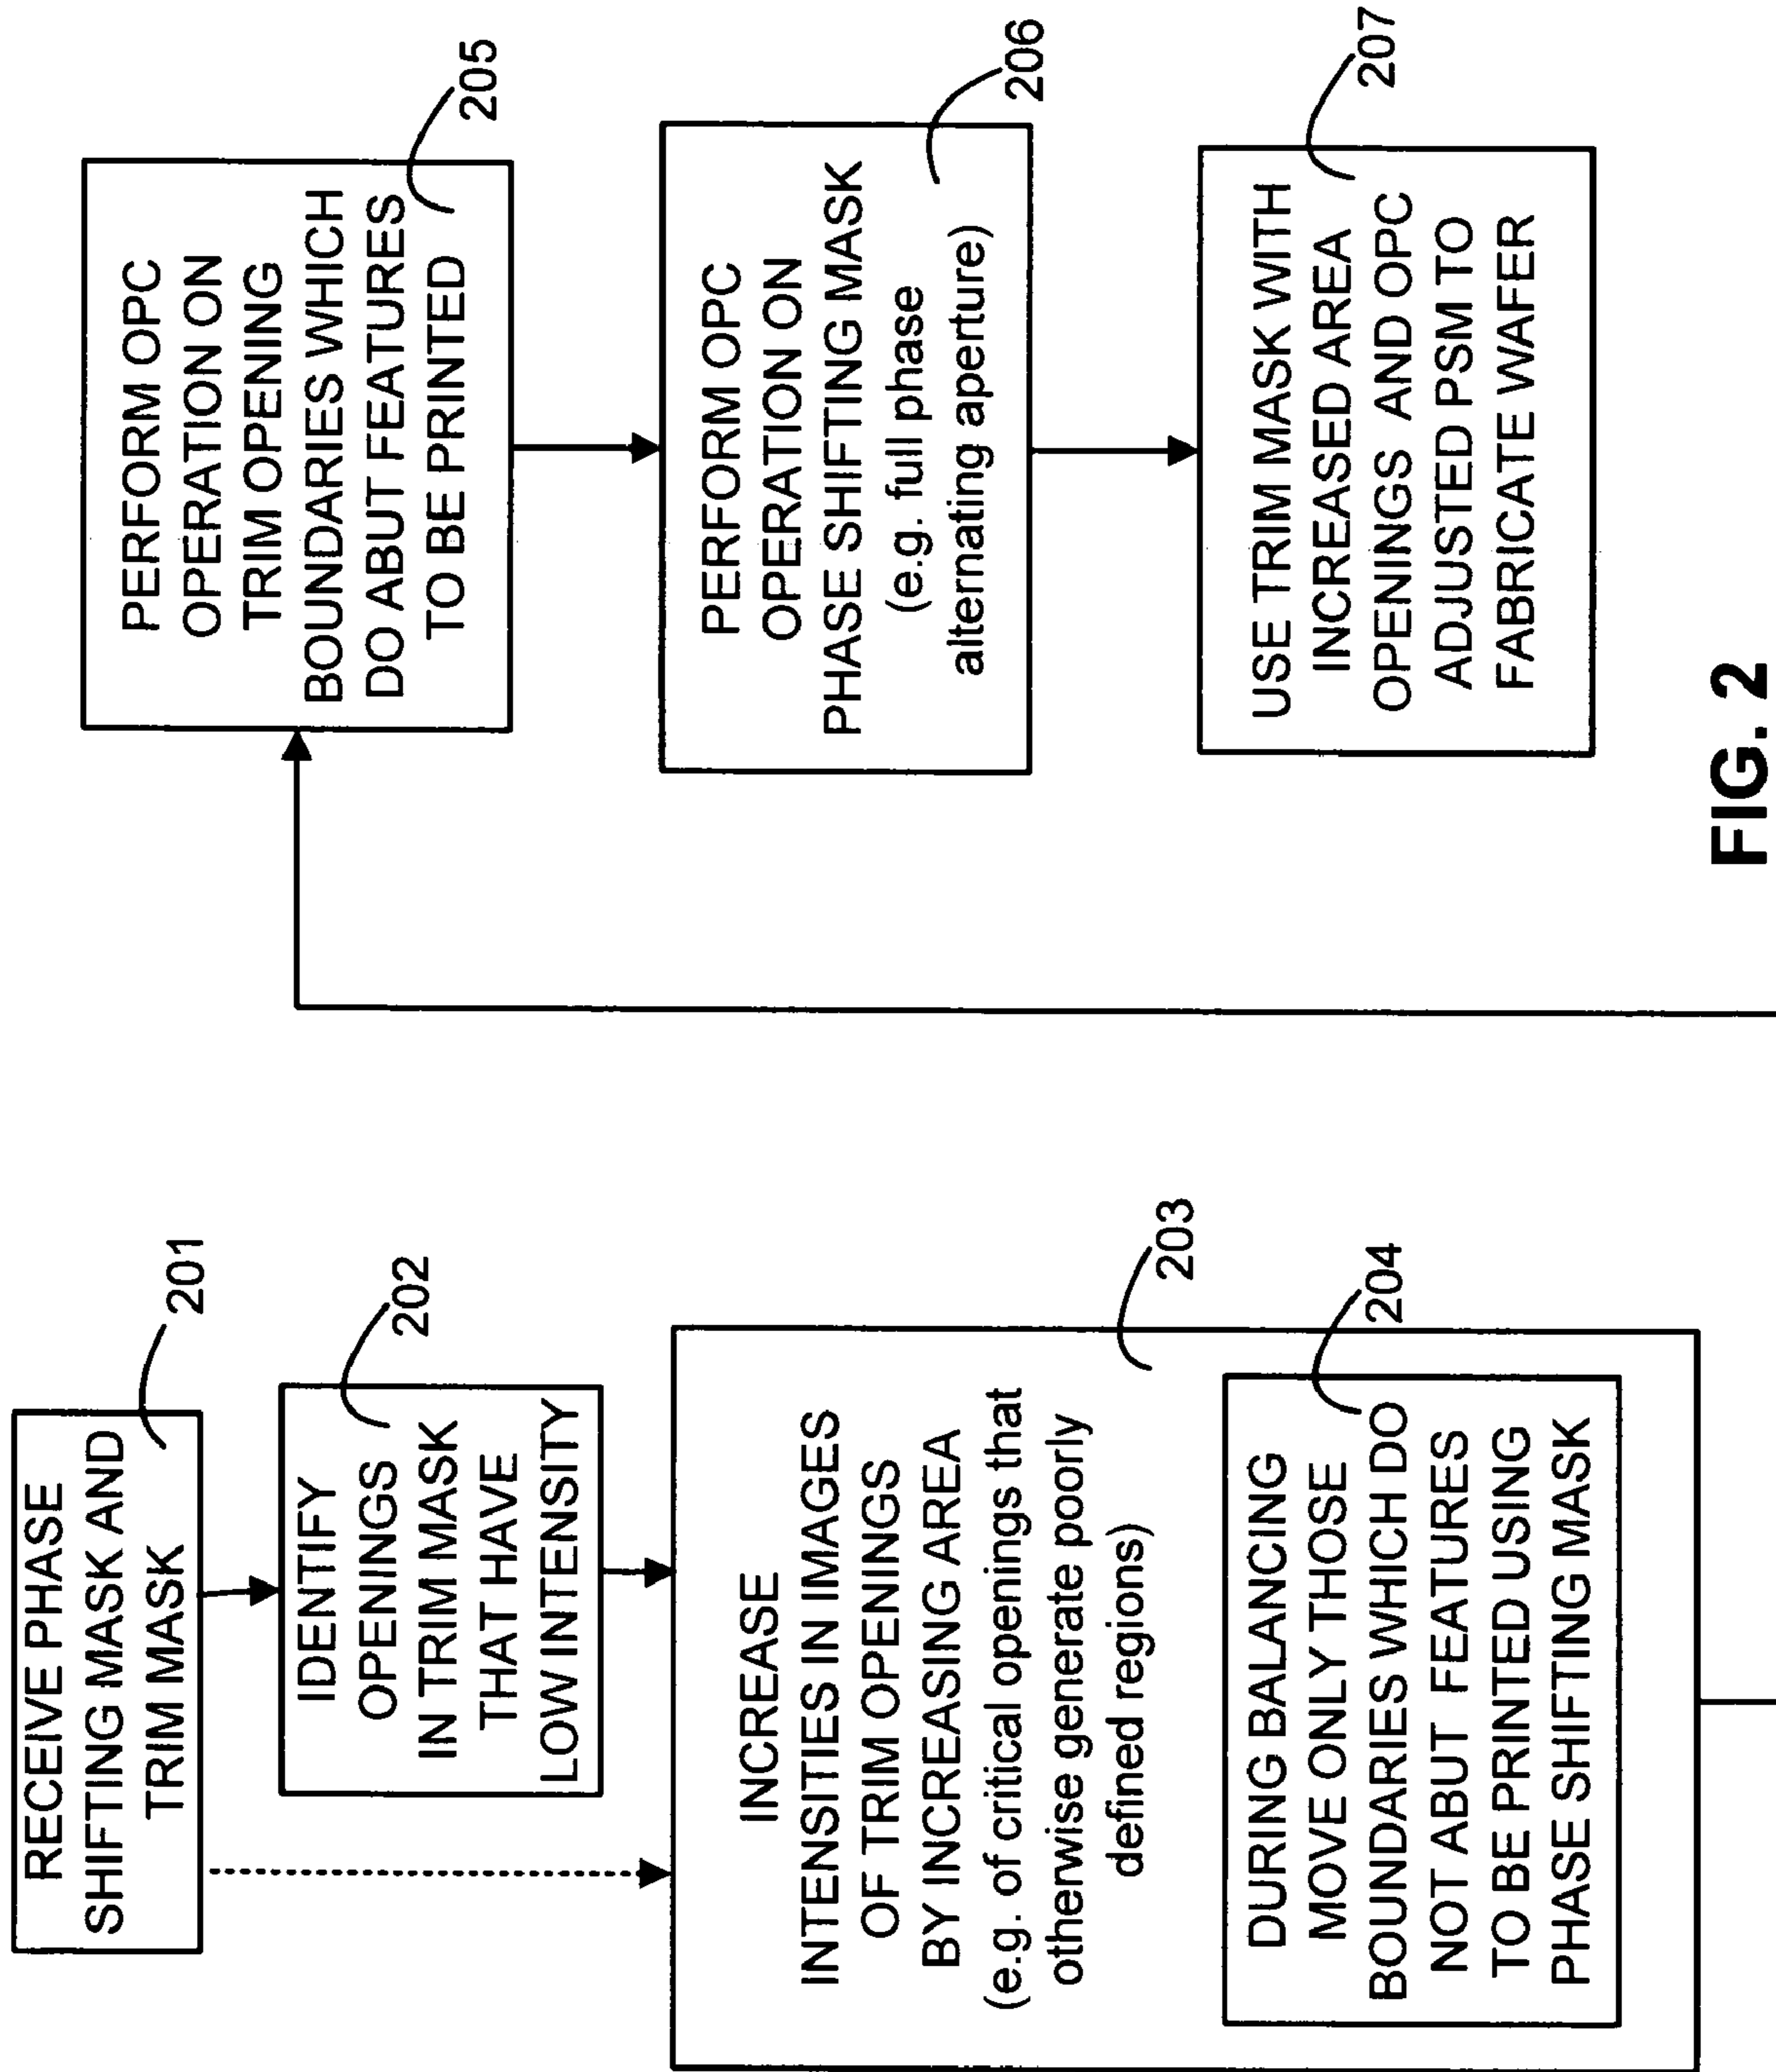 RECEIVE PHASE
SHIFTING MASK AND
TRIM MASK
201
IDENTIFY
OPENINGS
IN TRIM MASK
THAT HAVE
LOW INTENSITY
202
INCREASE
INTENSITIES IN IMAGES
OF TRIM OPENINGS
BY INCREASING AREA
(e.g. of critical openings that
otherwise generate poorly
defined regions)
203
DURING BALANCING
MOVE ONLY THOSE
BOUNDARIES WHICH DO
NOT ABUT FEATURES
TO BE PRINTED USING
PHASE SHIFTING MASK
204
PERFORM OPC
OPERATION ON
TRIM OPENING
BOUNDARIES WHICH
DO ABUT FEATURES
TO BE PRINTED
205
PERFORM OPC
OPERATION ON
PHASE SHIFTING MASK
(e.g. full phase
alternating aperture)
206
USE TRIM MASK WITH
INCREASED AREA
OPENINGS AND OPC
ADJUSTED PSM TO
FABRICATE WAFER
207
FIG. 2